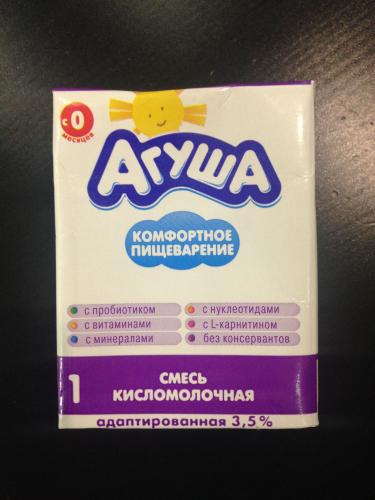 с 0
месяцев
АГУША
КОМФОРТНОЕ
ПИЩЕВАРЕНИЕ
с пробиотиком
с нуклеотидами
с витаминами
с L-карнитином
с минералами
без консервантов
1
СМЕСЬ
КИСЛОМОЛОЧНАЯ
адаптированная 3,5%